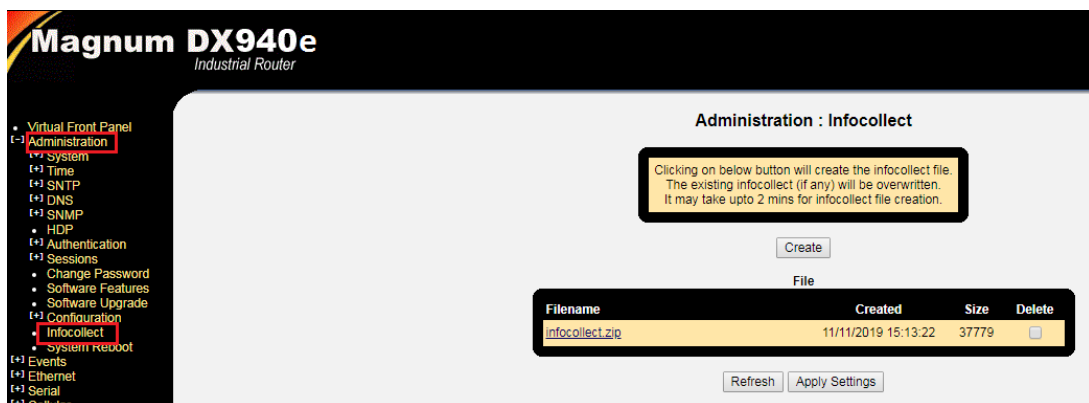 Magnum DX940e
Industrial Router
Virtual Front Panel
[-] Administration
[+] System
[+] Time
[+] SNTP
[+] DNS
[+] SNMP
HDP
[+] Authentication
[+] Sessions
Change Password
Software Features
Software Upgrade
[+] Configuration
Infocollect
System Reboot
[+] Events
[+] Ethernet
[+] Serial
Administration : Infocollect
Clicking on below button will create the infocollect file.
The existing infocollect (if any) will be overwritten.
It may take upto 2 mins for infocollect file creation.
Create
File
Filename Created Size Delete
infocollect.zip 11/11/2019 15:13:22 37779
Refresh Apply Settings